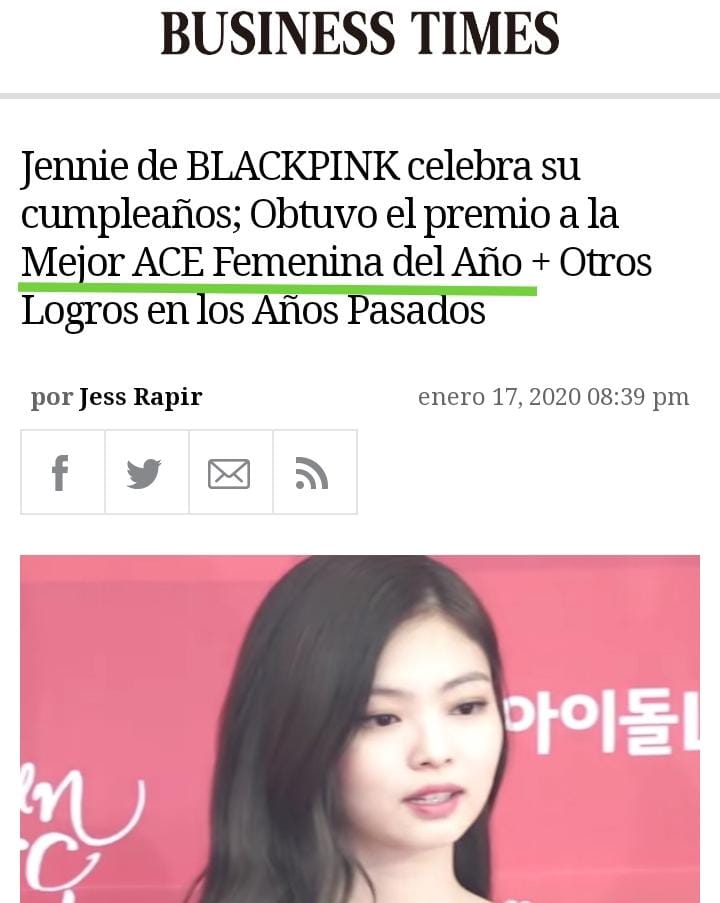 BUSINESS TIMES
Jennie de BLACKPINK celebra su
cumpleaños; Obtuvo el premio a la
Mejor ACE Femenina del Año + Otros
Logros en los Años Pasados
por Jess Rapir
enero 17, 2020 08:39 pm
아이돌